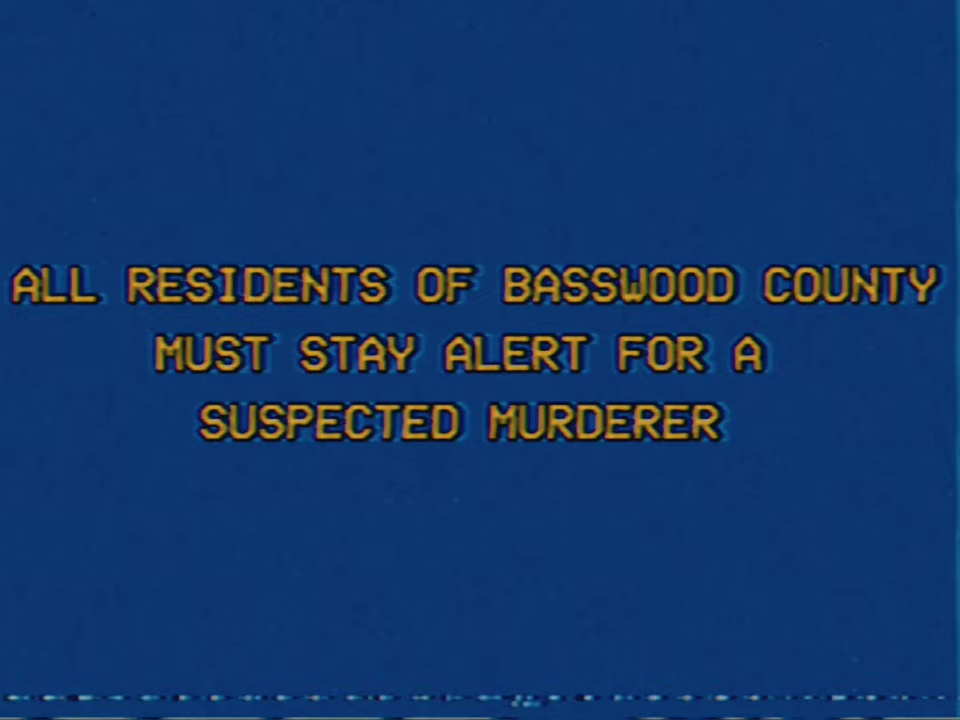 ALL RESIDENTS OF BASSWOOD COUNTY
MUST STAY ALERT FOR A
SUSPECTED MURDERER